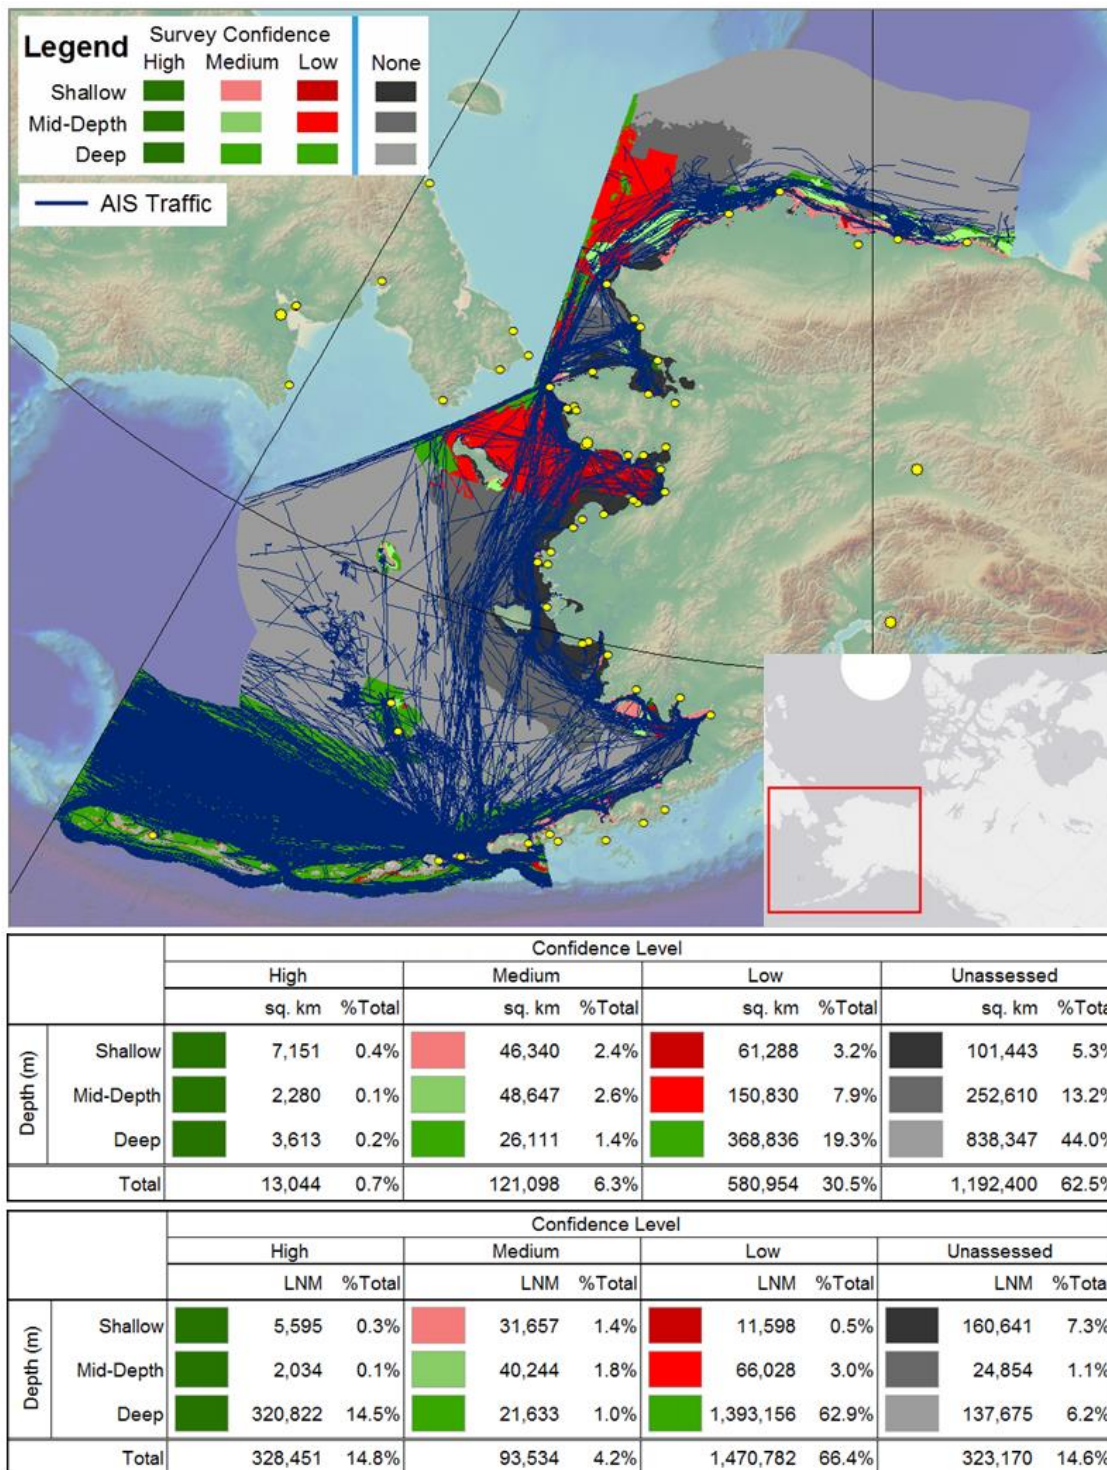 Legend Survey Confidence
High Medium Low None
Shallow
Mid-Depth
Deep
AIS Traffic
Confidence Level
High Medium Low Unassessed
sq. km %Total sq. km %Total sq. km %Total sq. km %Total
Depth (m)
Shallow 7,151 0.4% 46,340 2.4% 61,288 3.2% 101,443 5.3%
Mid-Depth 2,280 0.1% 48,647 2.6% 150,830 7.9% 252,610 13.2%
Deep 3,613 0.2% 26,111 1.4% 368,836 19.3% 838,347 44.0%
Total 13,044 0.7% 121,098 6.3% 580,954 30.5% 1,192,400 62.5%
Confidence Level
High Medium Low Unassessed
LNM %Total LNM %Total LNM %Total LNM %Total
Depth (m)
Shallow 5,595 0.3% 31,657 1.4% 11,598 0.5% 160,641 7.3%
Mid-Depth 2,034 0.1% 40,244 1.8% 66,028 3.0% 24,854 1.1%
Deep 320,822 14.5% 21,633 1.0% 1,393,156 62.9% 137,675 6.2%
Total 328,451 14.8% 93,534 4.2% 1,470,782 66.4% 323,170 14.6%